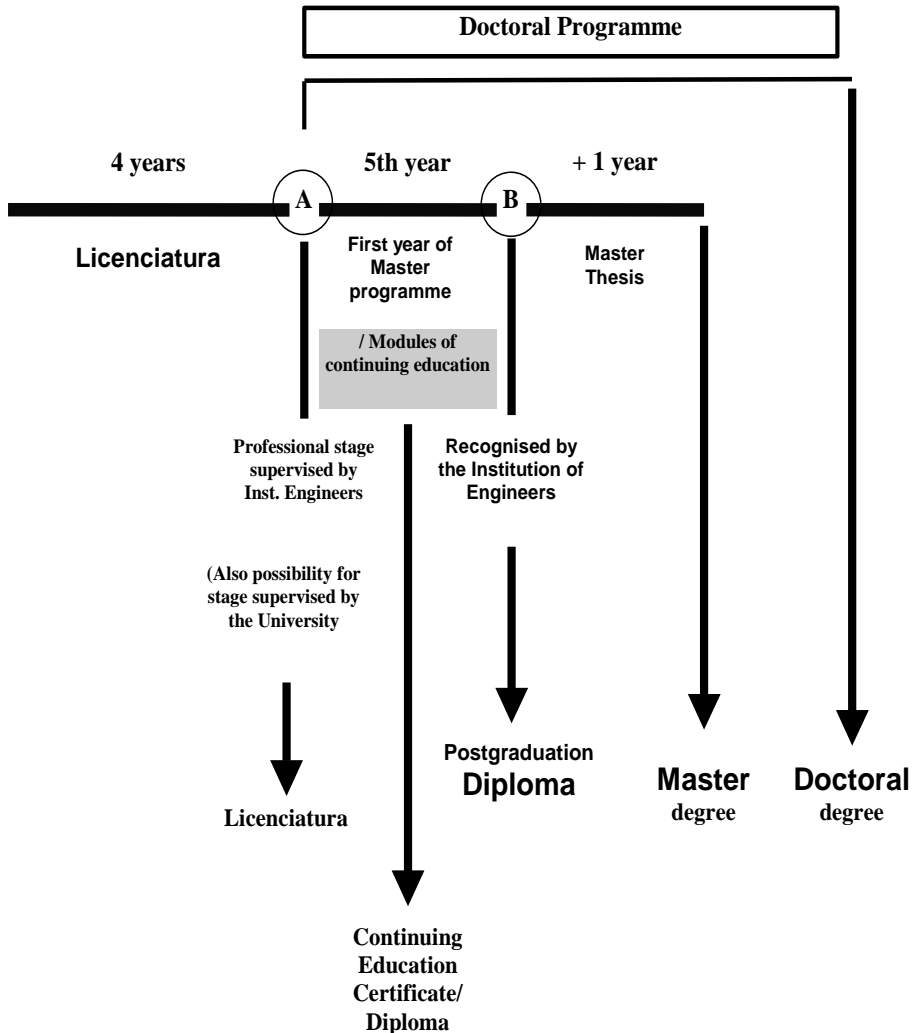 Doctoral Programme
4 years
5th year
+ 1 year
A
B
Licenciatura
First year of
Master
programme
Master
Thesis
/ Modules of
continuing education
Professional stage
supervised by
Inst. Engineers
Recognised by
the Institution of
Engineers
(Also possibility for
stage supervised by
the University
Postgraduation
Diploma
Master
degree
Doctoral
degree
Licenciatura
Continuing
Education
Certificate/
Diploma